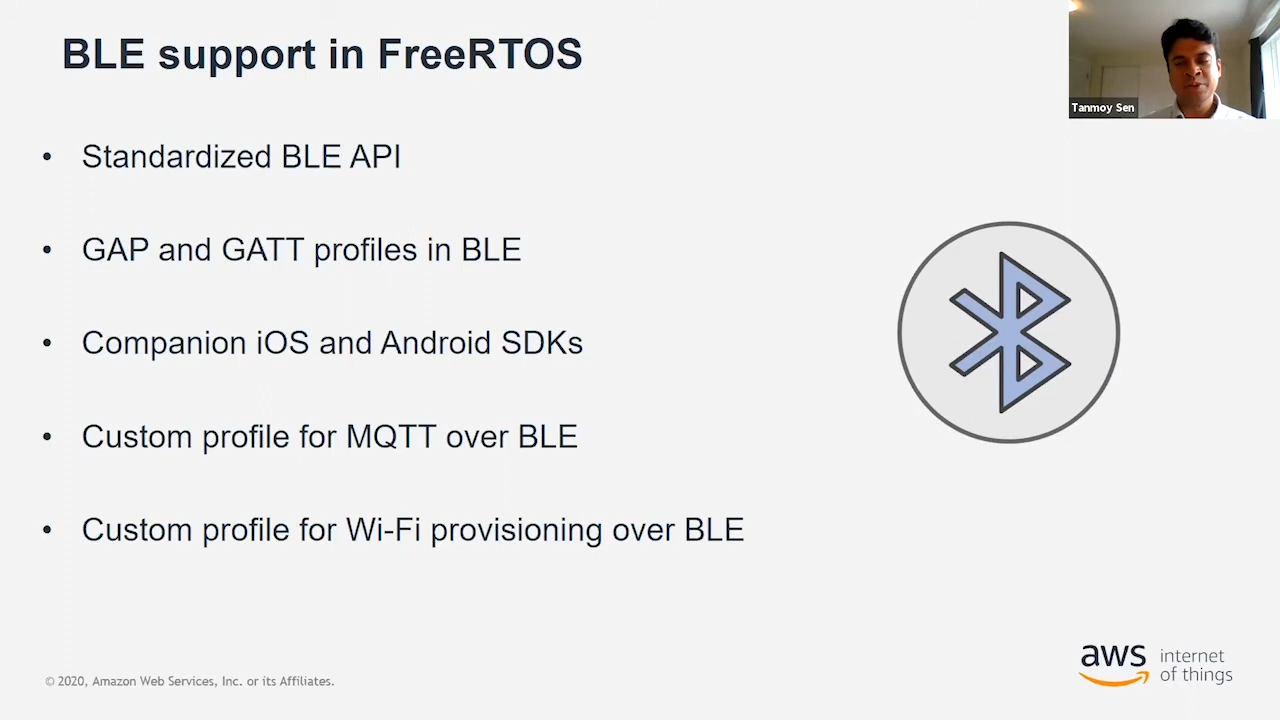 BLE support in FreeRTOS
Tanmoy Sen
• Standardized BLE API
• GAP and GATT profiles in BLE
• Companion iOS and Android SDKs
• Custom profile for MQTT over BLE
• Custom profile for Wi-Fi provisioning over BLE
© 2020, Amazon Web Services, Inc. or its Affiliates.
aws internet
of things